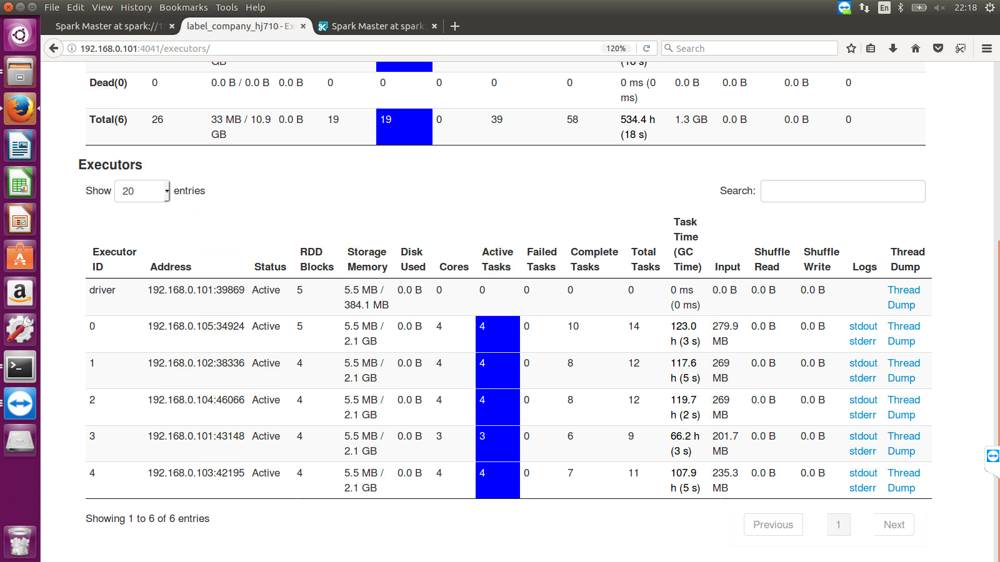 File Edit View History Bookmarks Tools Help En 22:18
Spark Master at spark://1 label_company_hj710 - Ex Spark Master at spark:
192.168.0.101:4041/executors/ 120% Search
GB (18 s)
Dead(0) 0 0.0 B / 0.0 B 0.0 B 0 0 0 0 0 0 ms (0 0.0 B 0.0 B 0.0 B 0
ms)
Total(6) 26 33 MB / 10.9 0.0 B 19 19 0 39 58 534.4 h 1.3 GB 0.0 B 0.0 B 0
GB (18 s)
Executors
Show 20 entries Search:
Task
Time
Executor RDD Storage Disk Active Failed Complete Total (GC Shuffle Shuffle Thread
ID Address Status Blocks Memory Used Cores Tasks Tasks Tasks Tasks Time) Input Read Write Logs Dump
driver 192.168.0.101:39869 Active 5 5.5 MB / 0.0 B 0 0 0 0 0 0 ms 0.0 B 0.0 B 0.0 B Thread
384.1 MB (0 ms) Dump
0 192.168.0.105:34924 Active 5 5.5 MB / 0.0 B 4 4 0 10 14 123.0 279.9 0.0 B 0.0 B stdout Thread
2.1 GB h (3 s) MB stderr Dump
1 192.168.0.102:38336 Active 4 5.5 MB / 0.0 B 4 4 0 8 12 117.6 269 0.0 B 0.0 B stdout Thread
2.1 GB h (5 s) MB stderr Dump
2 192.168.0.104:46066 Active 4 5.5 MB / 0.0 B 4 4 0 8 12 119.7 269 0.0 B 0.0 B stdout Thread
2.1 GB h (2 s) MB stderr Dump
3 192.168.0.101:43148 Active 4 5.5 MB / 0.0 B 3 3 0 6 9 66.2 h 201.7 0.0 B 0.0 B stdout Thread
2.1 GB (3 s) MB stderr Dump
4 192.168.0.103:42195 Active 4 5.5 MB / 0.0 B 4 4 0 7 11 107.9 235.3 0.0 B 0.0 B stdout Thread
2.1 GB h (5 s) MB stderr Dump
Showing 1 to 6 of 6 entries
Previous 1 Next